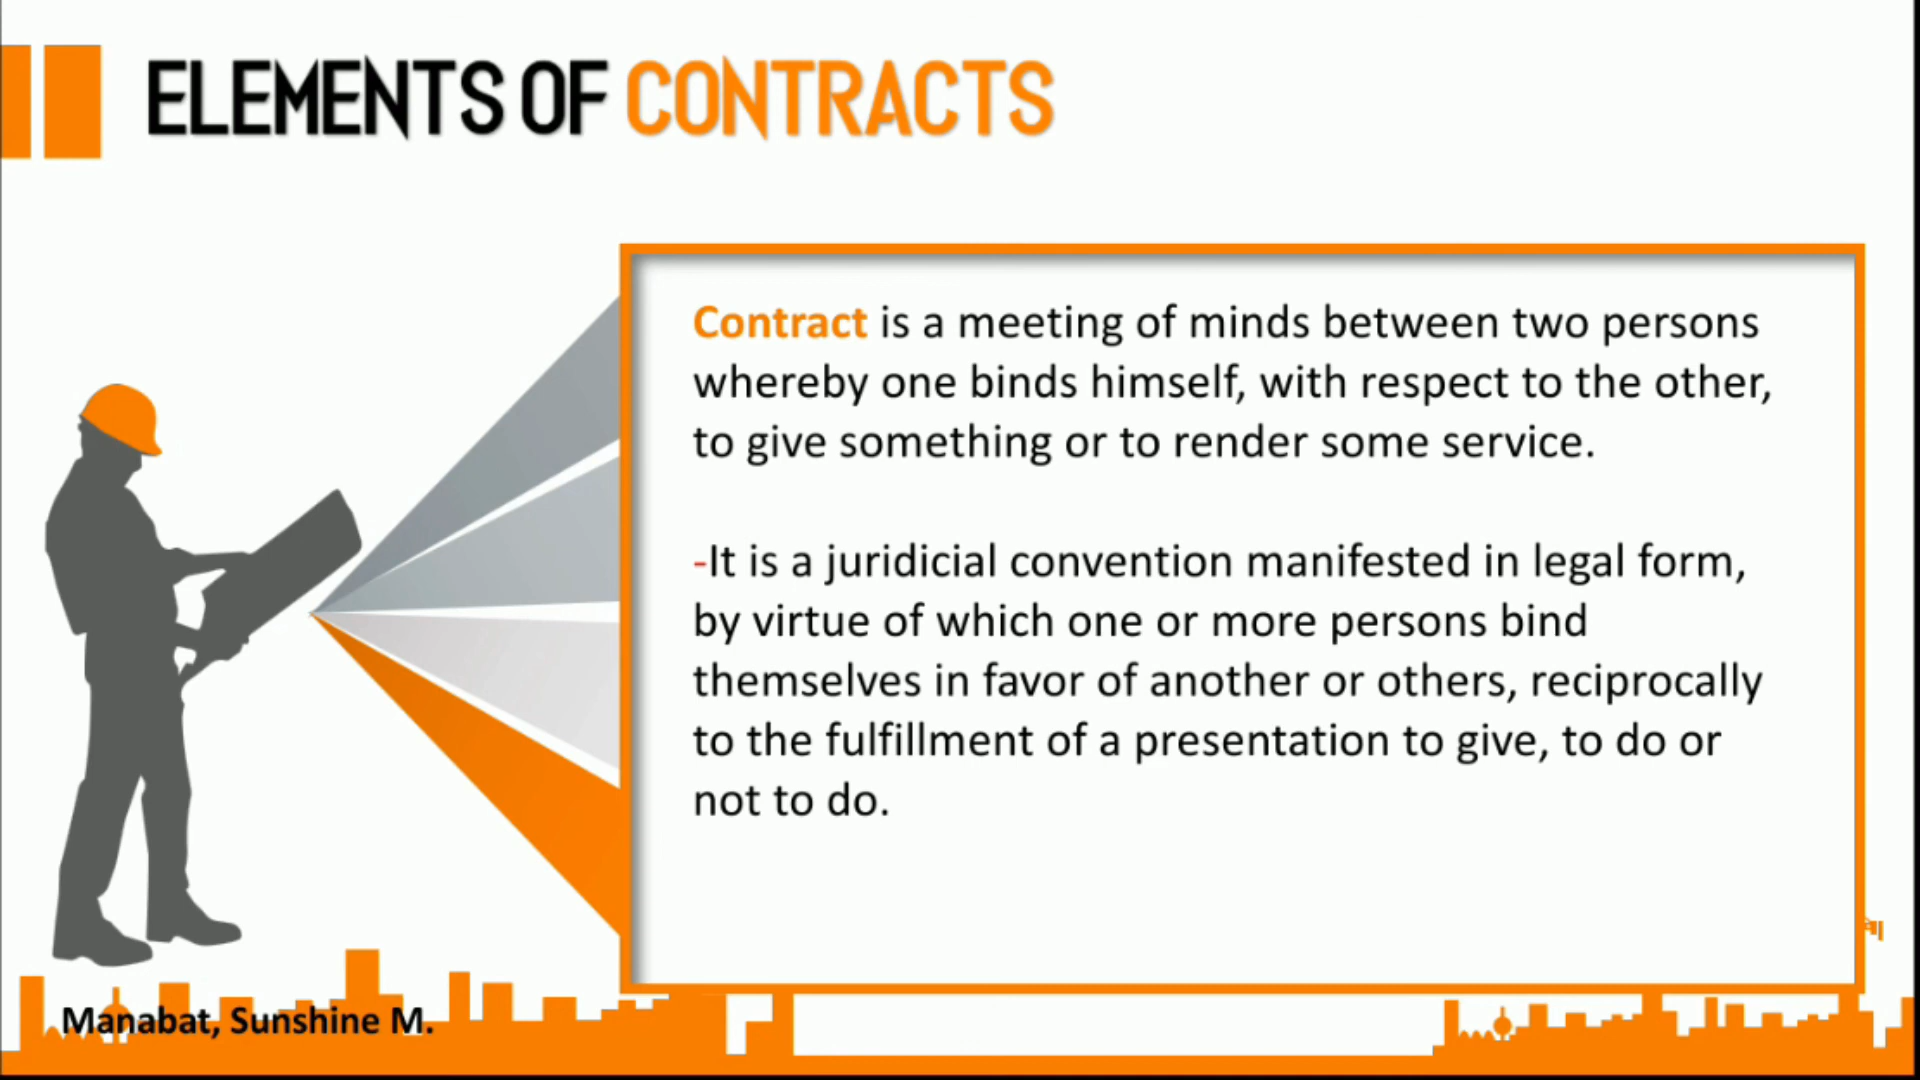 ELEMENTS OF CONTRACTS
Contract is a meeting of minds between two persons
whereby one binds himself, with respect to the other,
to give something or to render some service.
-It is a juridicial convention manifested in legal form,
by virtue of which one or more persons bind
themselves in favor of another or others, reciprocally
to the fulfillment of a presentation to give, to do or
not to do.
Manabat, Sunshine M.